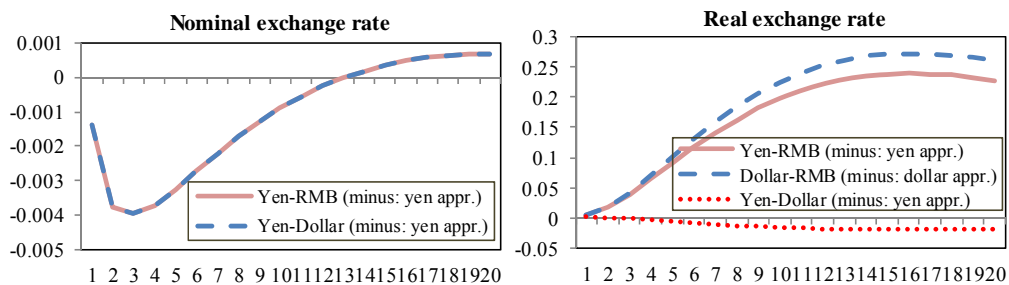 Nominal exchange rate
0.001
0
-0.001
-0.002
-0.003
-0.004
-0.005
Yen-RMB (minus: yen appr.)
Yen-Dollar (minus: yen appr.)
1 2 3 4 5 6 7 8 9 1011121314151617181920
Real exchange rate
0.3
0.25
0.2
0.15
0.1
0.05
0
-0.05
Yen-RMB (minus: yen appr.)
Dollar-RMB (minus: dollar appr.)
Yen-Dollar (minus: yen appr.)
1 2 3 4 5 6 7 8 9 1011121314151617181920